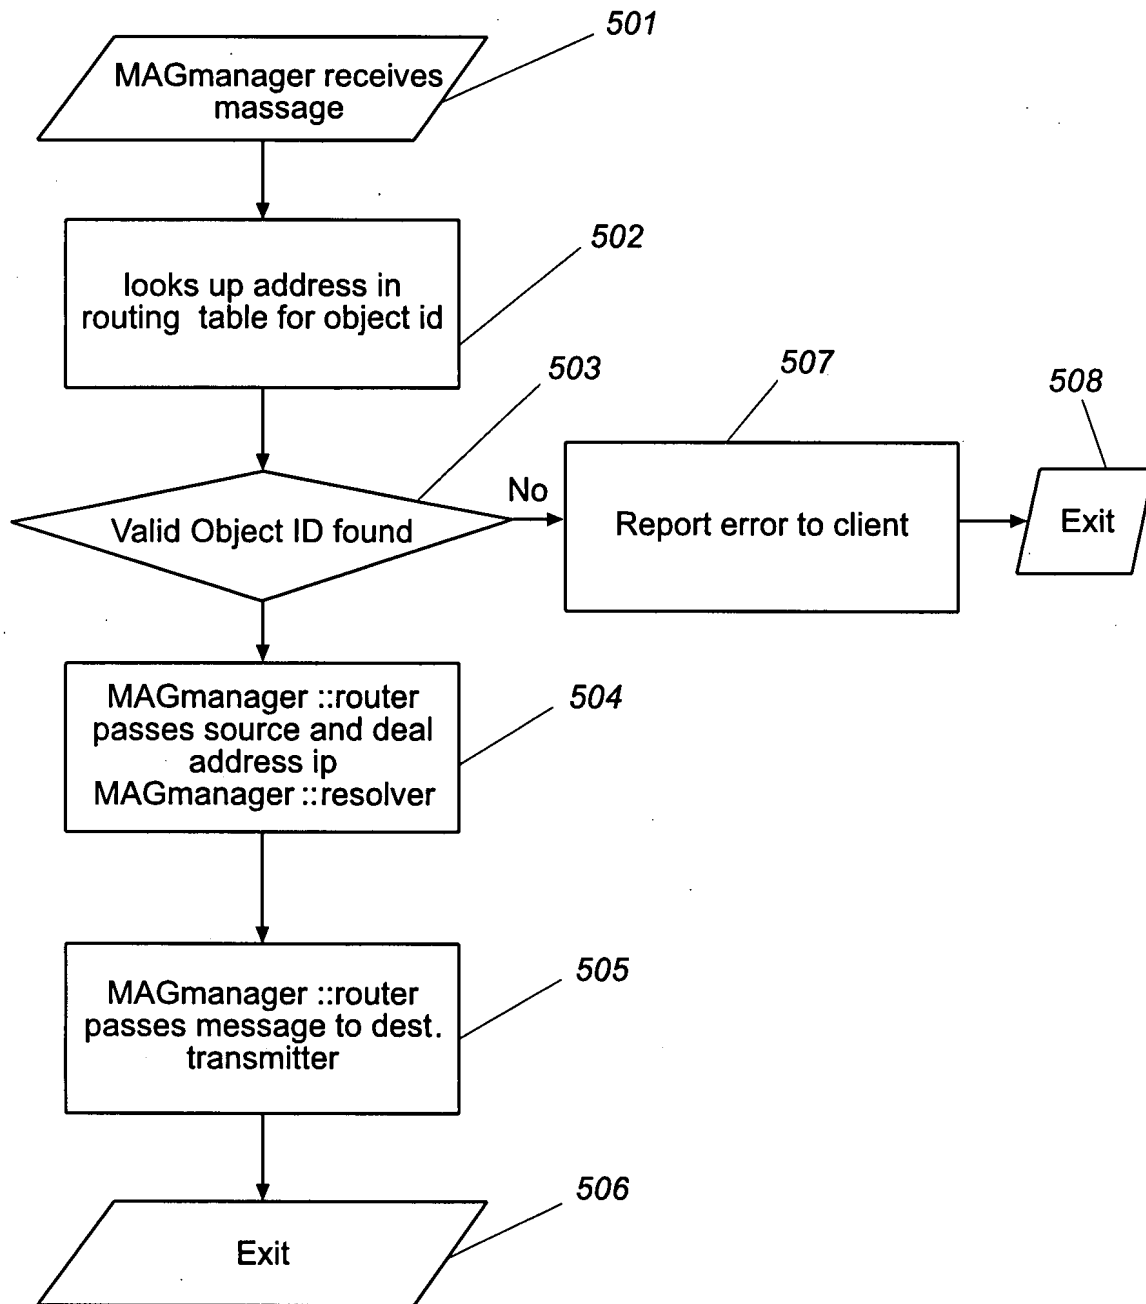 501
MAGmanager receives
massage
502
looks up address in
routing table for object id
503
Valid Object ID found
No
507
Report error to client
508
Exit
504
MAGmanager ::router
passes source and deal
address ip
MAGmanager ::resolver
505
MAGmanager ::router
passes message to dest.
transmitter
506
Exit